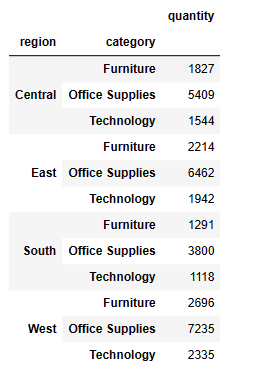 quantity
region category
Furniture 1827
Central Office Supplies 5409
Technology 1544
Furniture 2214
East Office Supplies 6462
Technology 1942
Furniture 1291
South Office Supplies 3800
Technology 1118
Furniture 2696
West Office Supplies 7235
Technology 2335